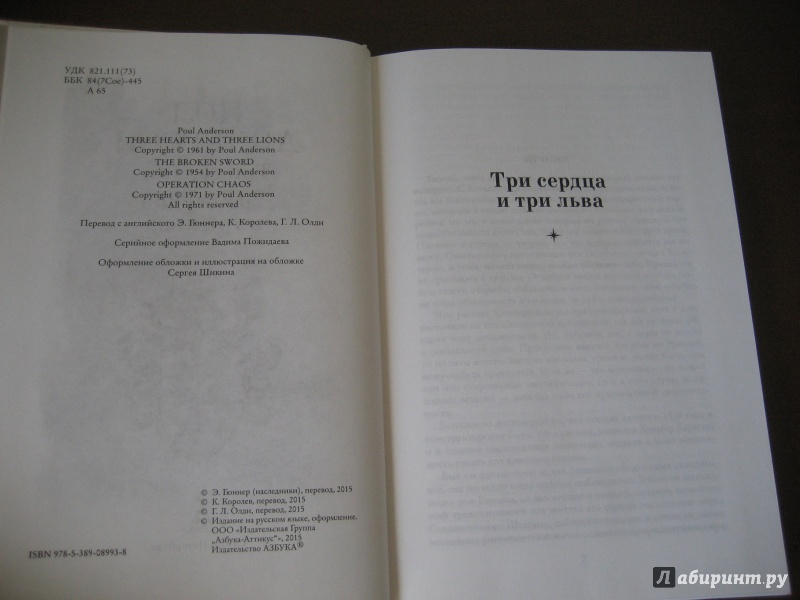 УДК 821.111(73)
ББК 84(7Сое)-445
А 65
Poul Anderson
THREE HEARTS AND THREE LIONS
Copyright © 1961 by Poul Anderson
THE BROKEN SWORD
Copyright © 1954 by Poul Anderson
OPERATION CHAOS
Copyright © 1971 by Poul Anderson
All rights reserved
Перевод с английского Э. Гюннера, К. Королева, Г. Л. Олди
Серийное оформление Вадима Пожидаева
Оформление обложки и иллюстрация на обложке
Сергея Шикина
© Э. Гюннер (наследники), перевод, 2015
© К. Королев, перевод, 2015
© Г. Л. Олди, перевод, 2015
© Издание на русском языке, оформление.
ООО «Издательская Группа
„Азбука-Аттикус“», 2015
Издательство АЗБУКА®
ISBN 978-5-389-08993-8
Три сердца
и три льва
Лабиринт.ру